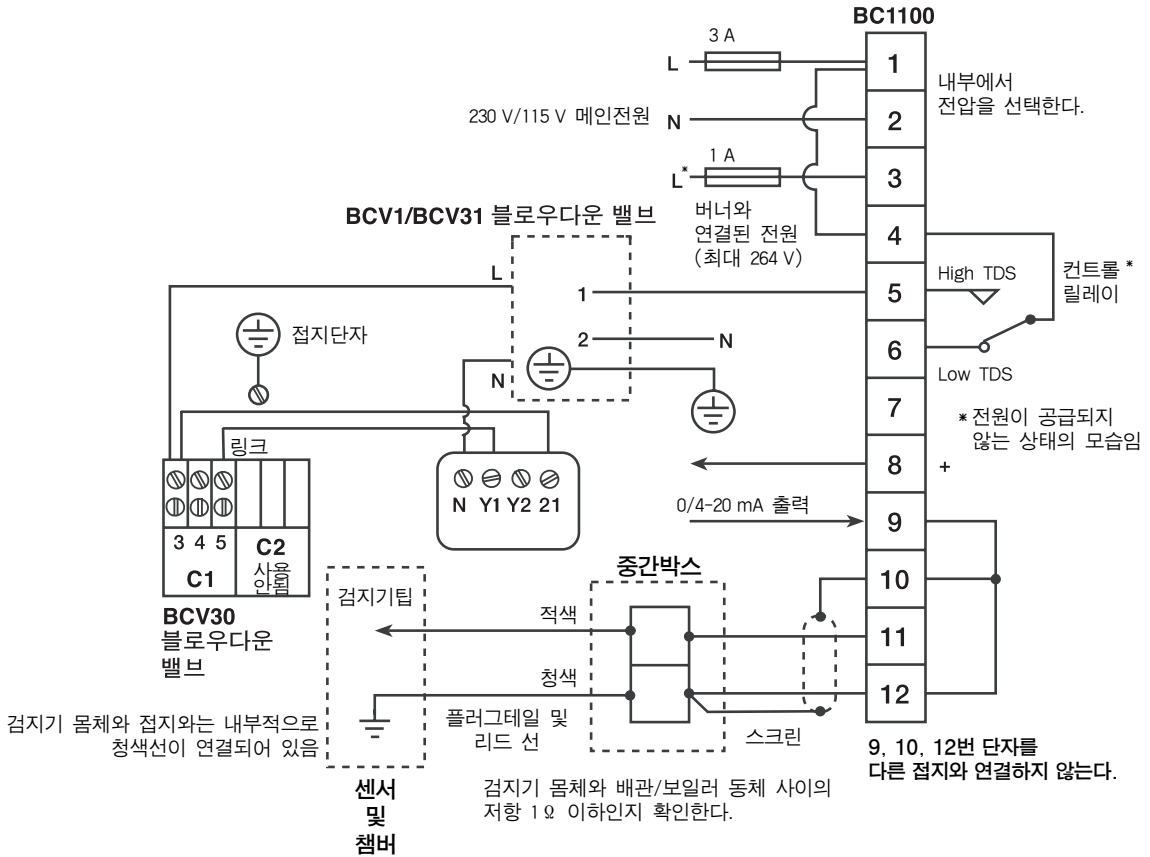 BC1100
3 A
L
1
내부에서
전압을 선택한다.
230 V/115 V 메인전원
N
2
1 A
L*
3
버너와
연결된 전원
(최대 264 V)
4
BCV1/BCV31 블로우다운 밸브
L
1
5
High TDS
컨트롤 *
릴레이
2
N
6
Low TDS
접지단자
N
7
* 전원이 공급되지
않는 상태의 모습임
링크
8
+
N Y1 Y2 21
0/4-20 mA 출력
9
3 4 5
C1
C2
사용
안됨
BCV30
블로우다운
밸브
검지기팁
중간박스
10
적색
11
청색
12
플러그테일 및
리드 선
스크린
검지기 몸체와 접지와는 내부적으로
청색선이 연결되어 있음
9, 10, 12번 단자를
다른 접지와 연결하지 않는다.
센서
및
챔버
검지기 몸체와 배관/보일러 동체 사이의
저항 1 Ω 이하인지 확인한다.